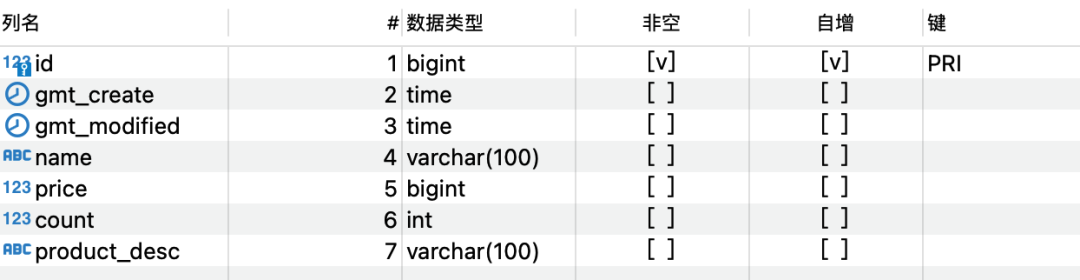 列名 # 数据类型 非空 自增 键
123 id 1 bigint [v] [v] PRI
gmt_create 2 time [ ] [ ]
gmt_modified 3 time [ ] [ ]
ABC name 4 varchar(100) [ ] [ ]
123 price 5 bigint [ ] [ ]
123 count 6 int [ ] [ ]
ABC product_desc 7 varchar(100) [ ] [ ]